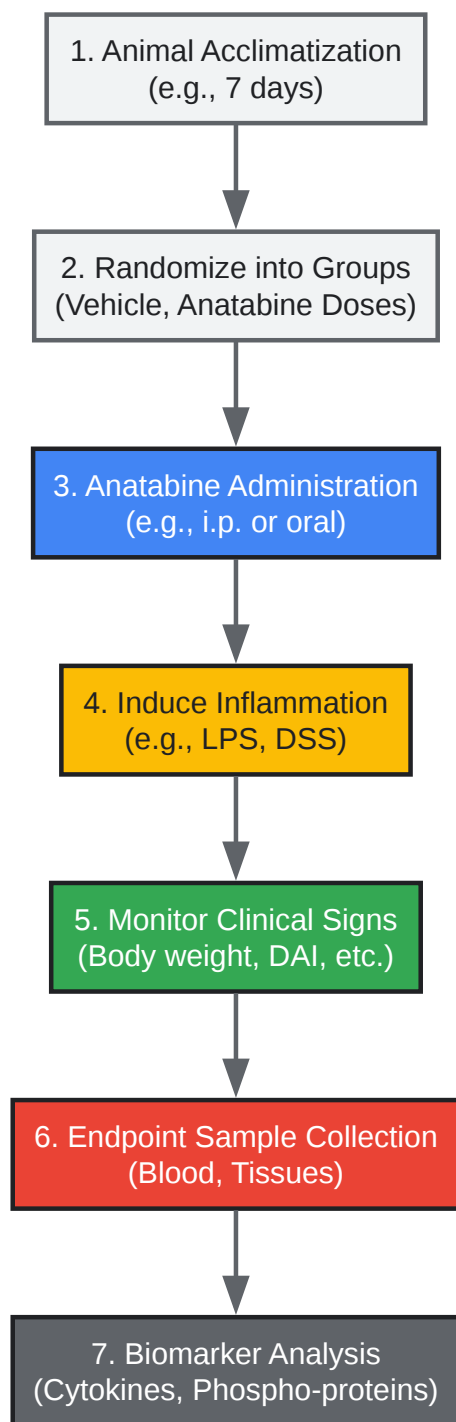 1. Animal Acclimatization
(e.g., 7 days)
2. Randomize into Groups
(Vehicle, Anatabine Doses)
3. Anatabine Administration
(e.g., i.p. or oral)
4. Induce Inflammation
(e.g., LPS, DSS)
5. Monitor Clinical Signs
(Body weight, DAI, etc.)
6. Endpoint Sample Collection
(Blood, Tissues)
7. Biomarker Analysis
(Cytokines, Phospho-proteins)